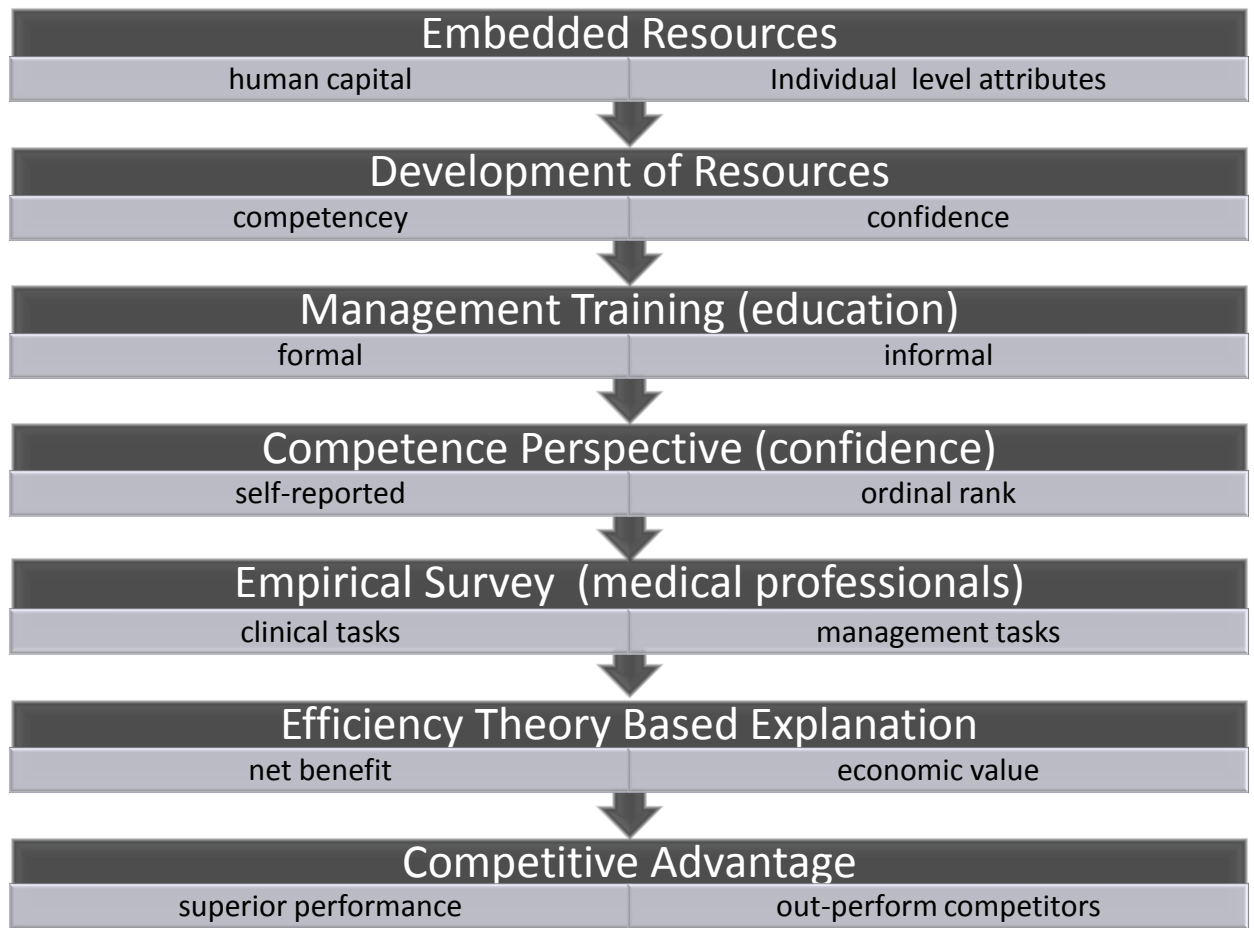 Embedded Resources
human capital Individual level attributes
Development of Resources
competencey confidence
Management Training (education)
formal informal
Competence Perspective (confidence)
self-reported ordinal rank
Empirical Survey (medical professionals)
clinical tasks management tasks
Efficiency Theory Based Explanation
net benefit economic value
Competitive Advantage
superior performance out-perform competitors